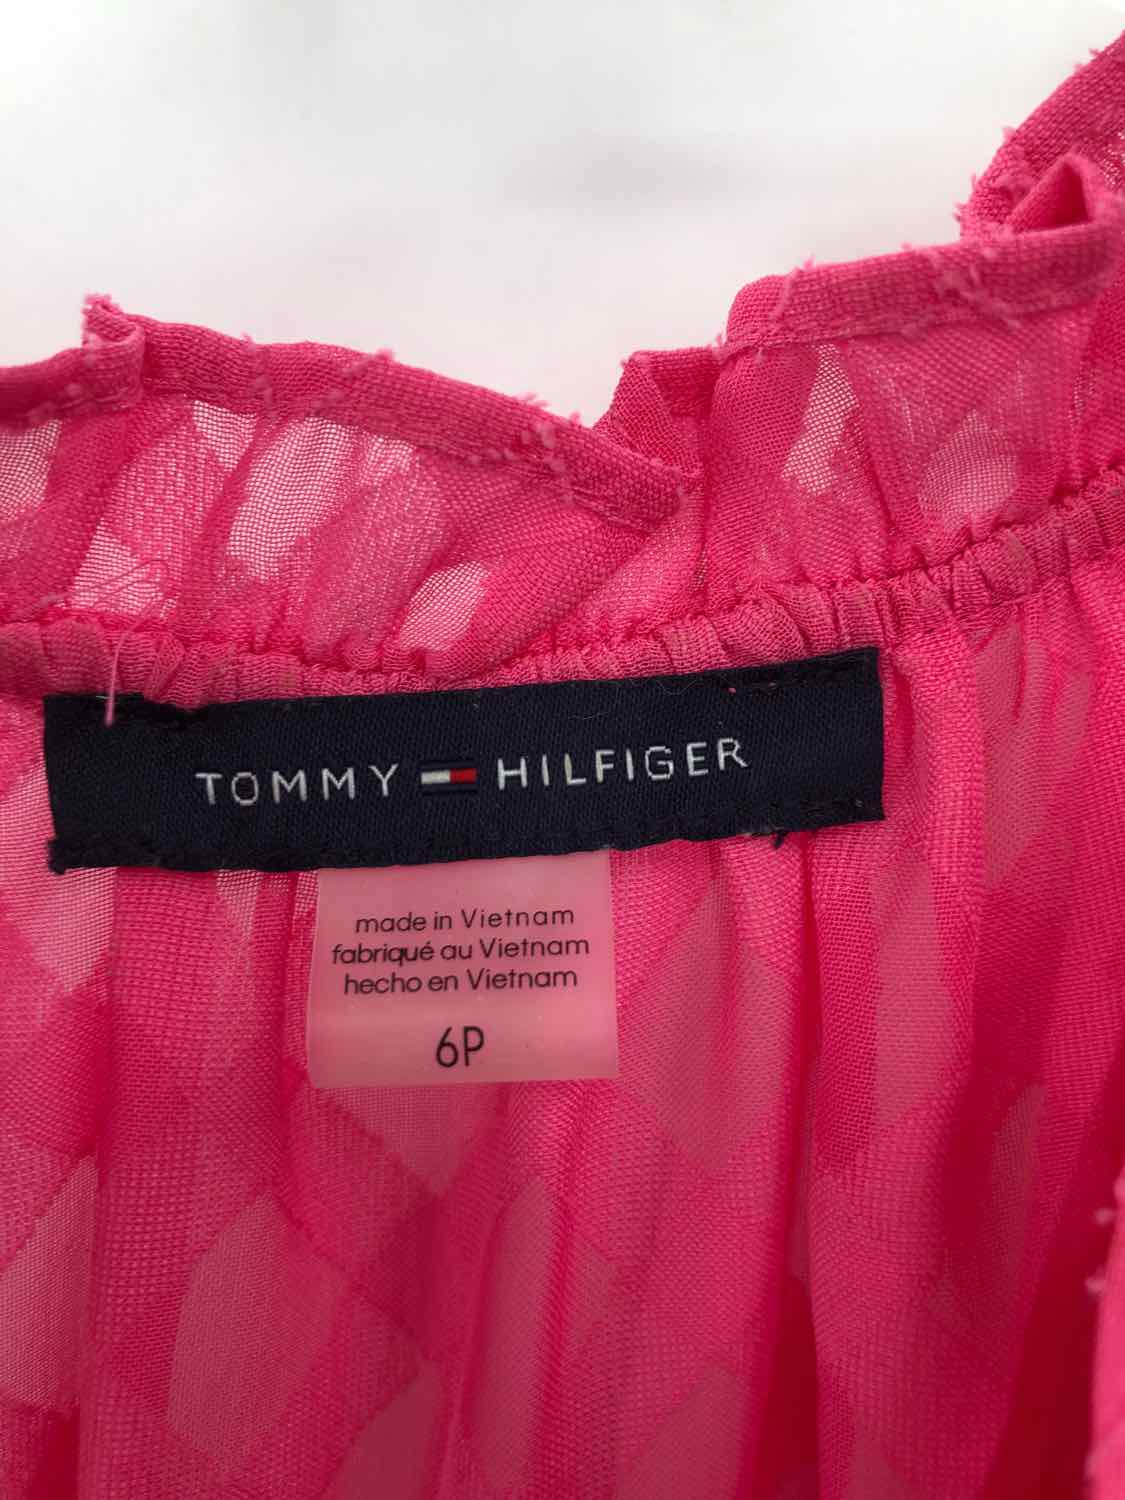 TOMMY HILFIGER
made in Vietnam
fabriqué au Vietnam
hecho en Vietnam
6P